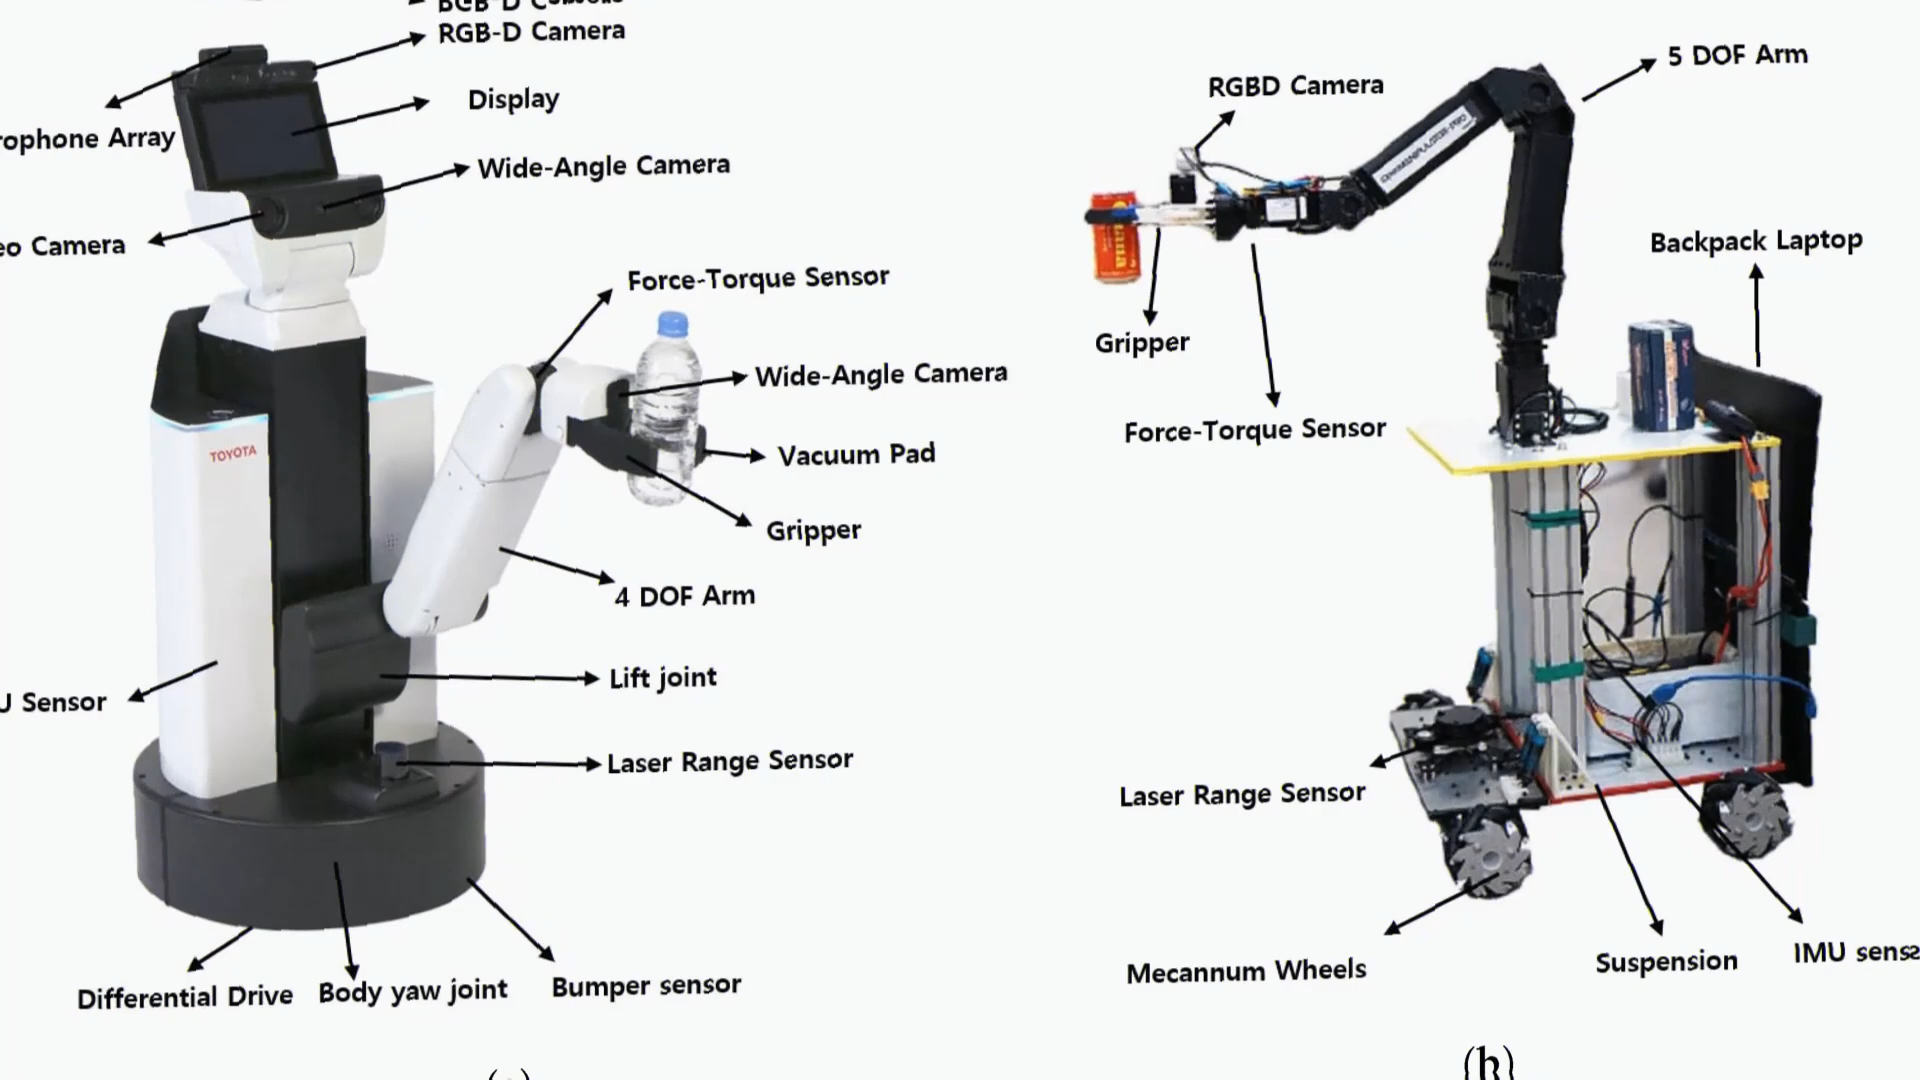 RGB-D Camera
Display
rophone Array
Wide-Angle Camera
eo Camera
Force-Torque Sensor
Wide-Angle Camera
TOYOTA
Vacuum Pad
Gripper
4 DOF Arm
U Sensor
Lift joint
Laser Range Sensor
Differential Drive
Body yaw joint
Bumper sensor
5 DOF Arm
RGBD Camera
Backpack Laptop
Gripper
Force-Torque Sensor
Laser Range Sensor
Mecannum Wheels
Suspension
IMU sens
(b)